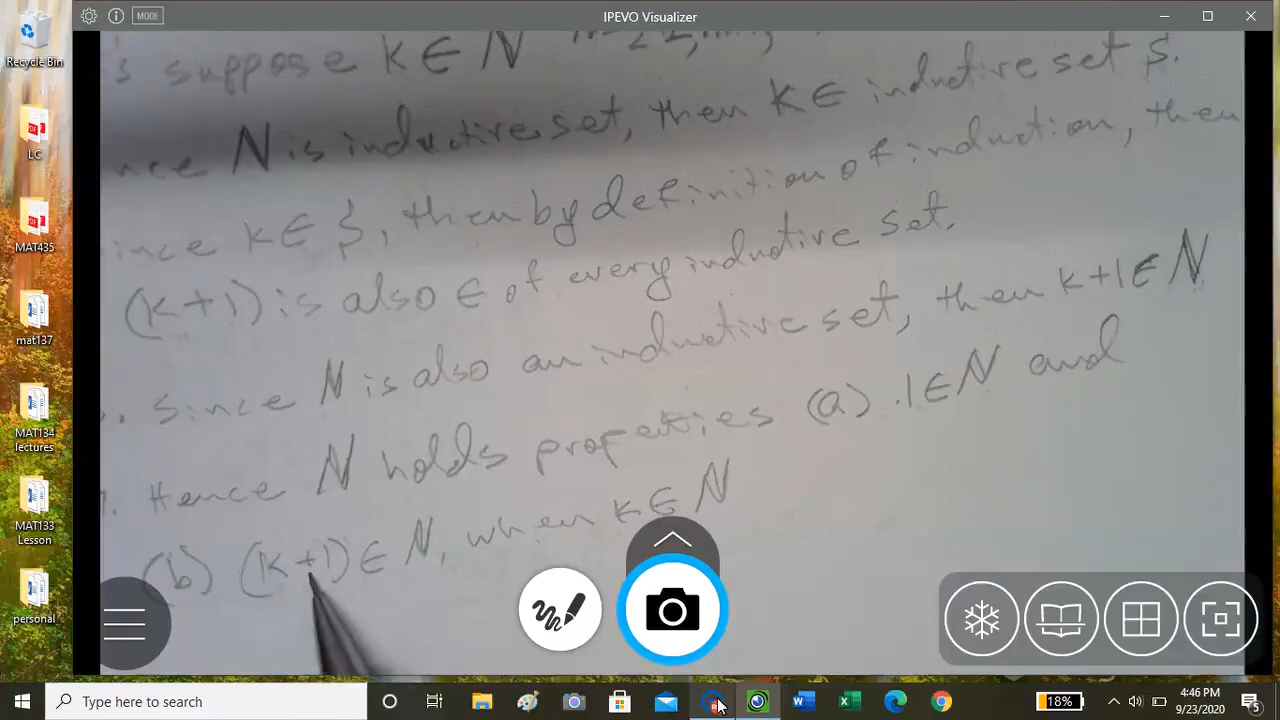 MODE
IPEVO Visualizer
Recycle Bin
LC
MAT435
mat137
MAT134 lectures
MAT133 Lesson
personal
suppose K ∈ N
N is inductive set, then K ∈ inductive set S.
ince K ∈ S, then by definition of induction, then
(K+1) is also ∈ of every inductive set.
. Since N is also an inductive set, then K+1 ∈ N
. Hence N holds properties (a) . 1 ∈ N and
(b) (K+1) ∈ N, when K ∈ N
Type here to search
18%
4:46 PM
9/23/2020
5